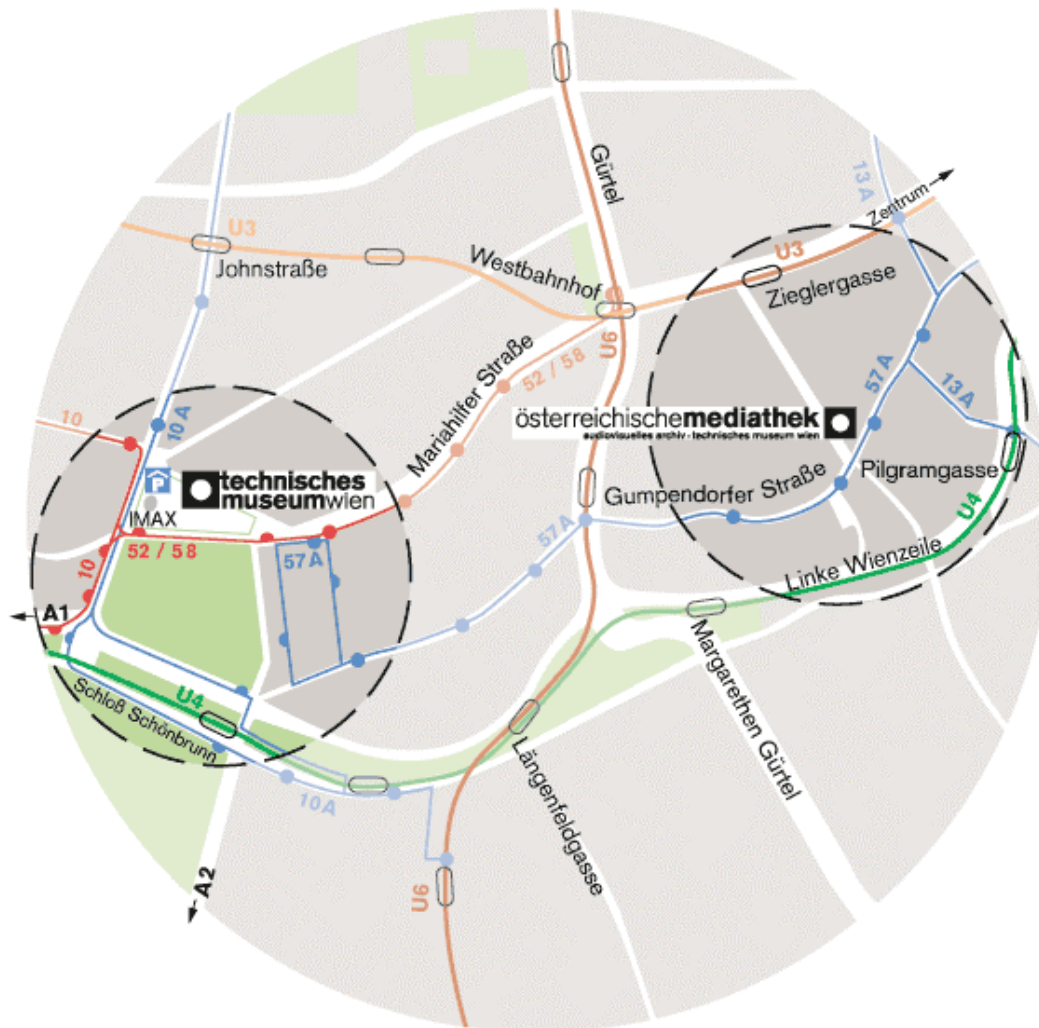 Gürtel
13A
Zentrum
U3
U3
Johnstraße
Westbahnhof
Zieglergasse
U6
52 / 58
Mariahilfer Straße
57A
13A
10
10A
P
technisches
museumwien
österreichischemediathek
audiovisuelles archiv - technisches museum wien
Pilgramgasse
Gumpendorfer Straße
U4
IMAX
52 / 58
57A
57A
10
Linke Wienzeile
A1
Margarethen Gürtel
U4
Schloß Schönbrunn
Längenfeldgasse
10A
A2
U6